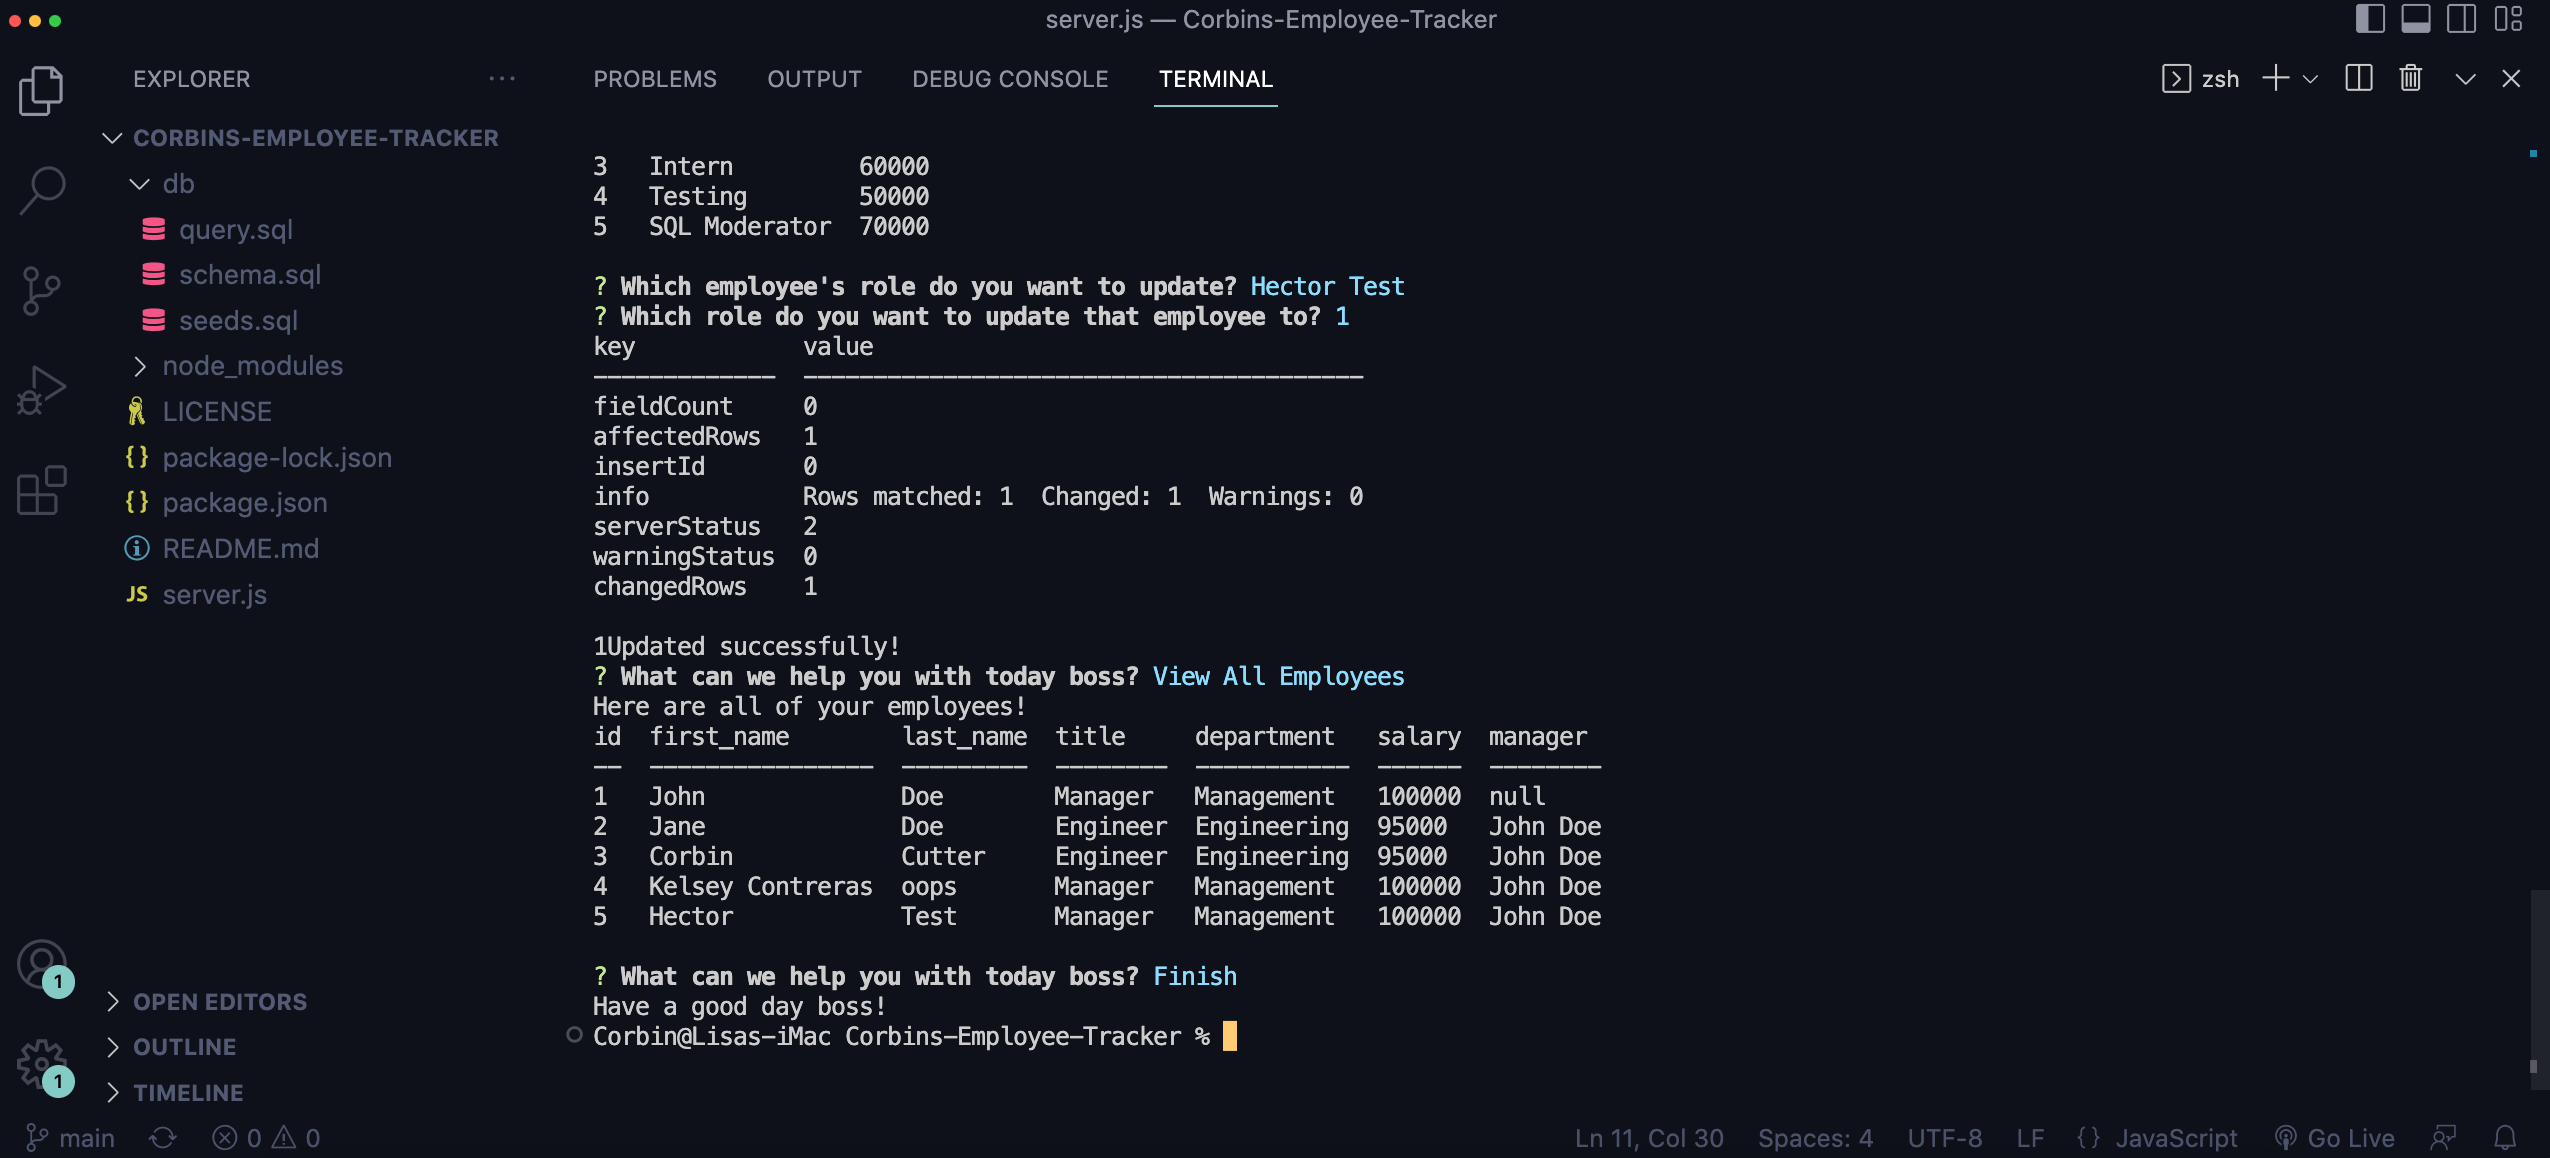 server.js — Corbins-Employee-Tracker
EXPLORER
PROBLEMS OUTPUT DEBUG CONSOLE TERMINAL
zsh
CORBINS-EMPLOYEE-TRACKER
db
query.sql
schema.sql
seeds.sql
node_modules
LICENSE
package-lock.json
package.json
README.md
JS server.js
OPEN EDITORS
OUTLINE
TIMELINE
1
1
3 Intern 60000
4 Testing 50000
5 SQL Moderator 70000
? Which employee's role do you want to update? Hector Test
? Which role do you want to update that employee to? 1
key value
fieldCount 0
affectedRows 1
insertId 0
info Rows matched: 1 Changed: 1 Warnings: 0
serverStatus 2
warningStatus 0
changedRows 1
1Updated successfully!
? What can we help you with today boss? View All Employees
Here are all of your employees!
id first_name last_name title department salary manager
1 John Doe Manager Management 100000 null
2 Jane Doe Engineer Engineering 95000 John Doe
3 Corbin Cutter Engineer Engineering 95000 John Doe
4 Kelsey Contreras oops Manager Management 100000 John Doe
5 Hector Test Manager Management 100000 John Doe
? What can we help you with today boss? Finish
Have a good day boss!
Corbin@Lisas-iMac Corbins-Employee-Tracker %
main 0 0 Ln 11, Col 30 Spaces: 4 UTF-8 LF {} JavaScript Go Live